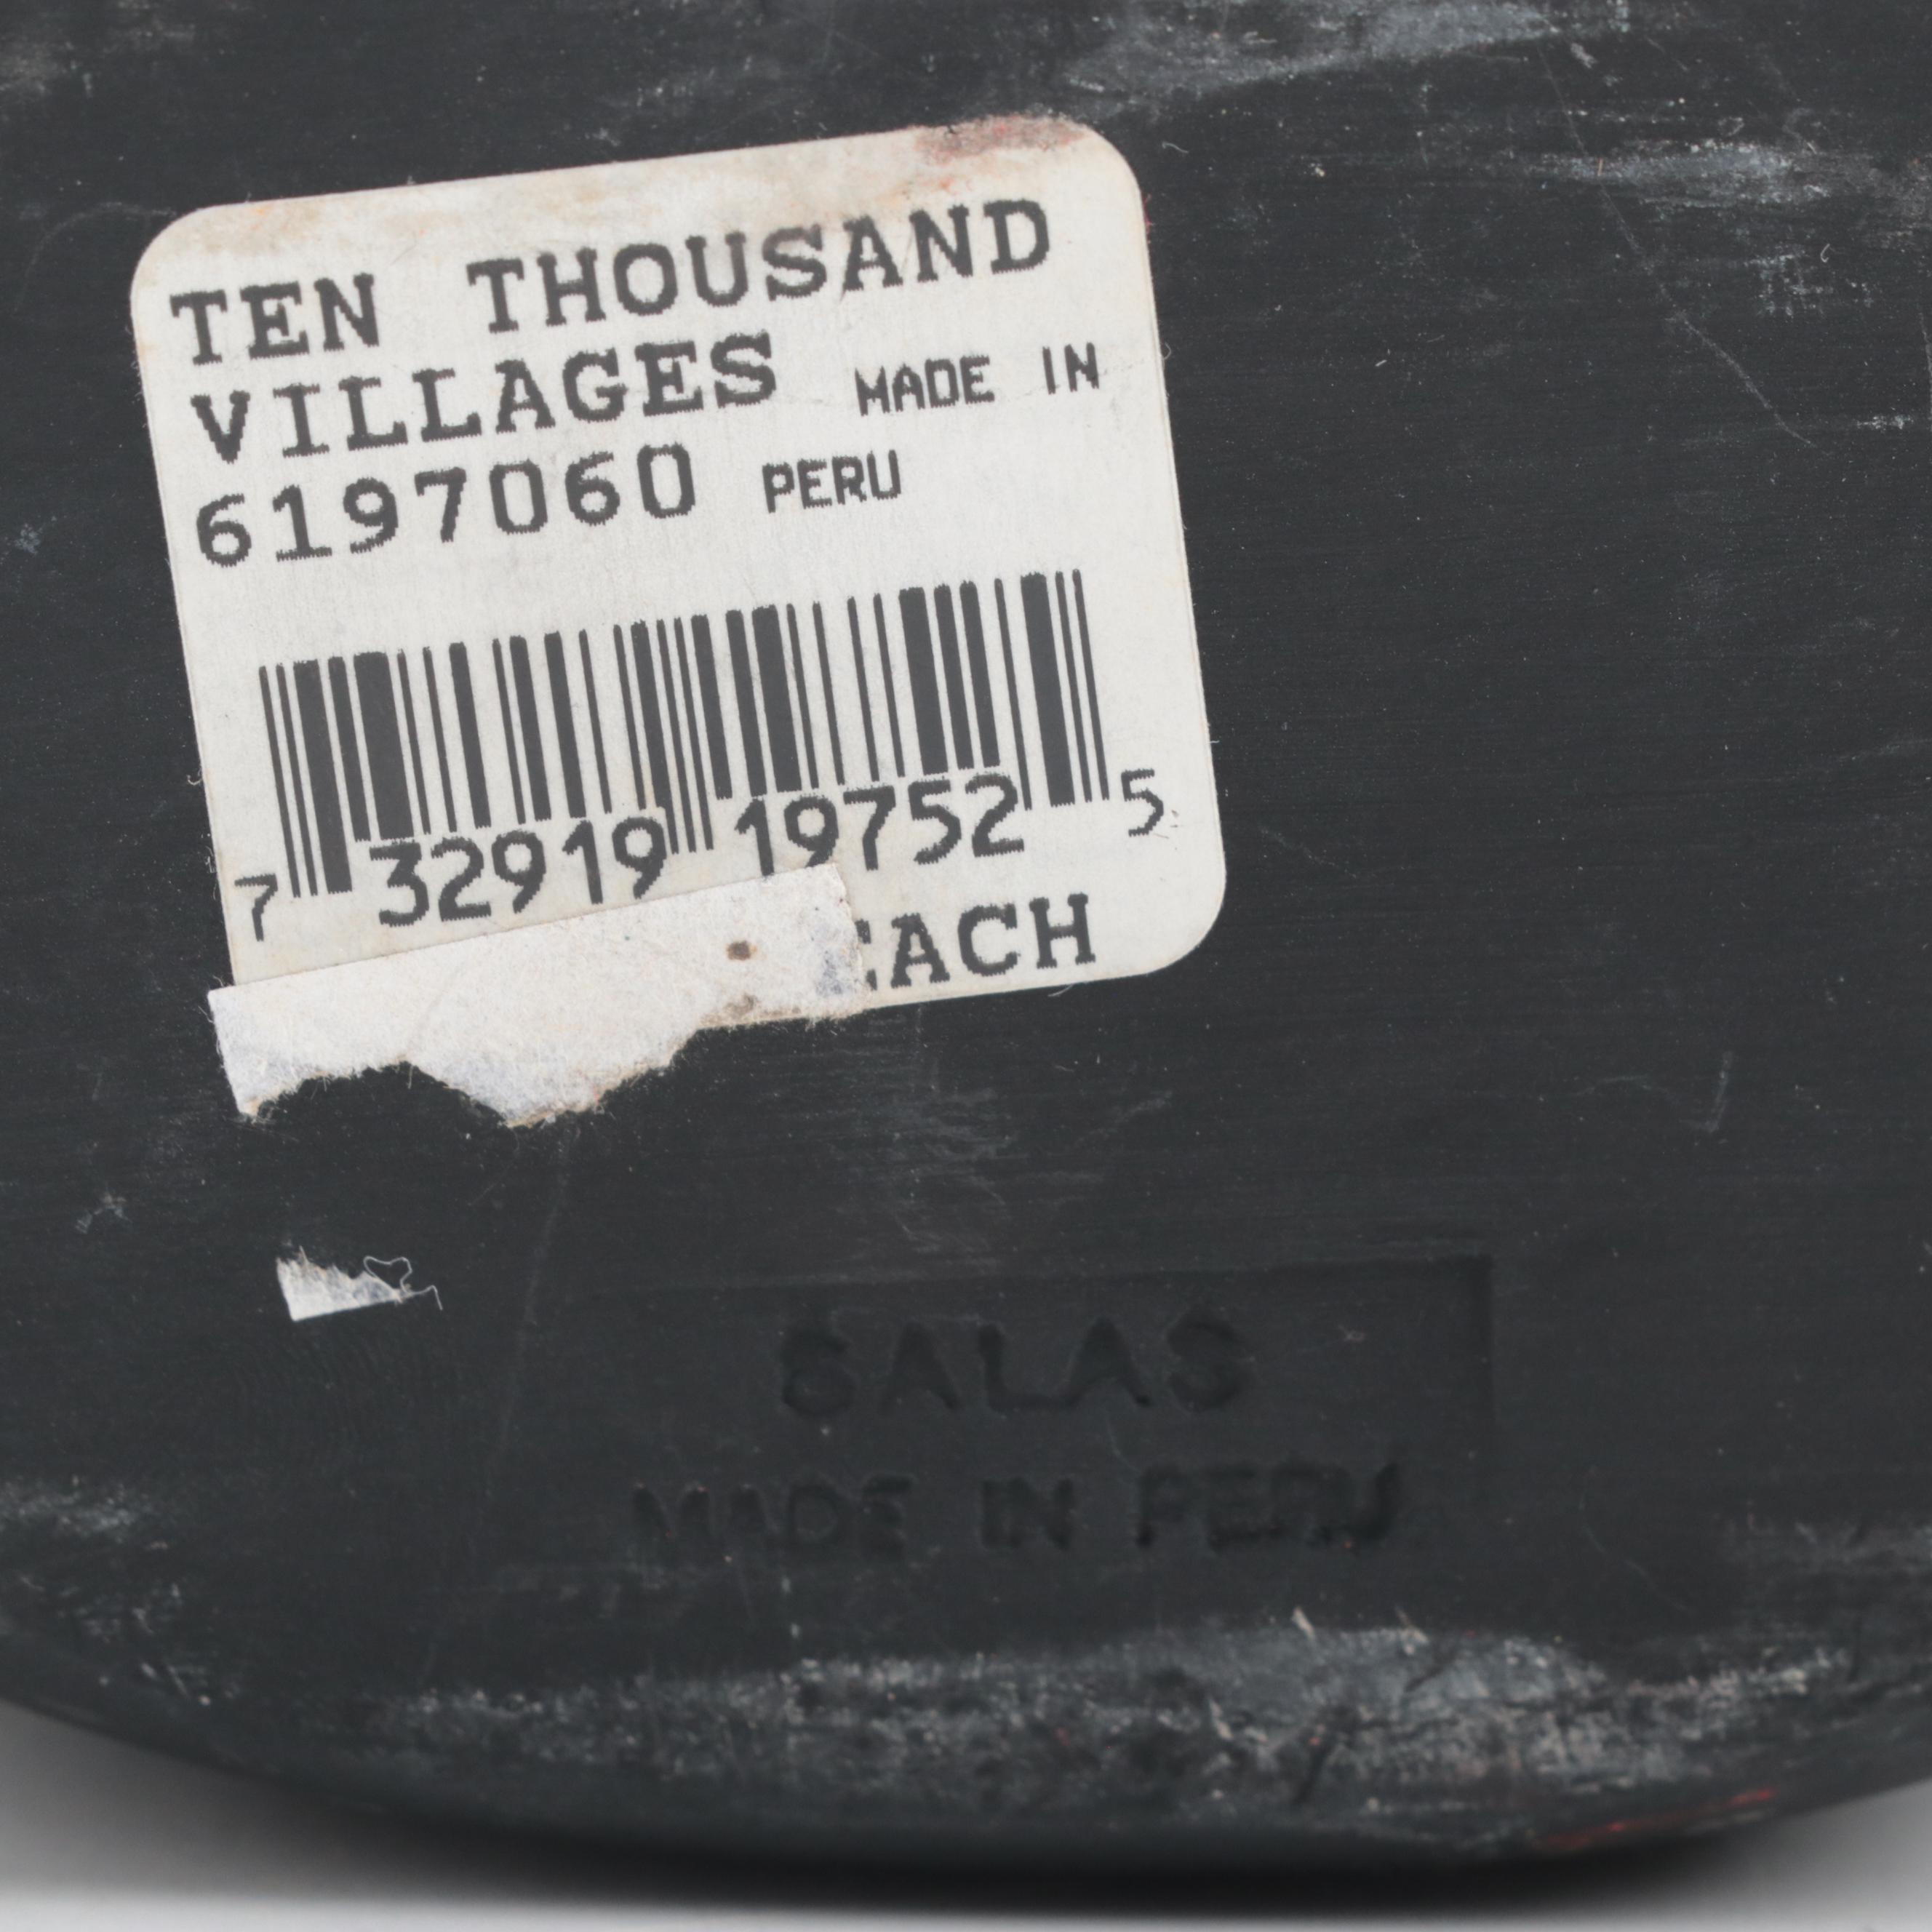 TEN THOUSAND
VILLAGES MADE IN
6197060 PERU
7 32919 19752 5
EACH
SALAS
MADE IN PERU